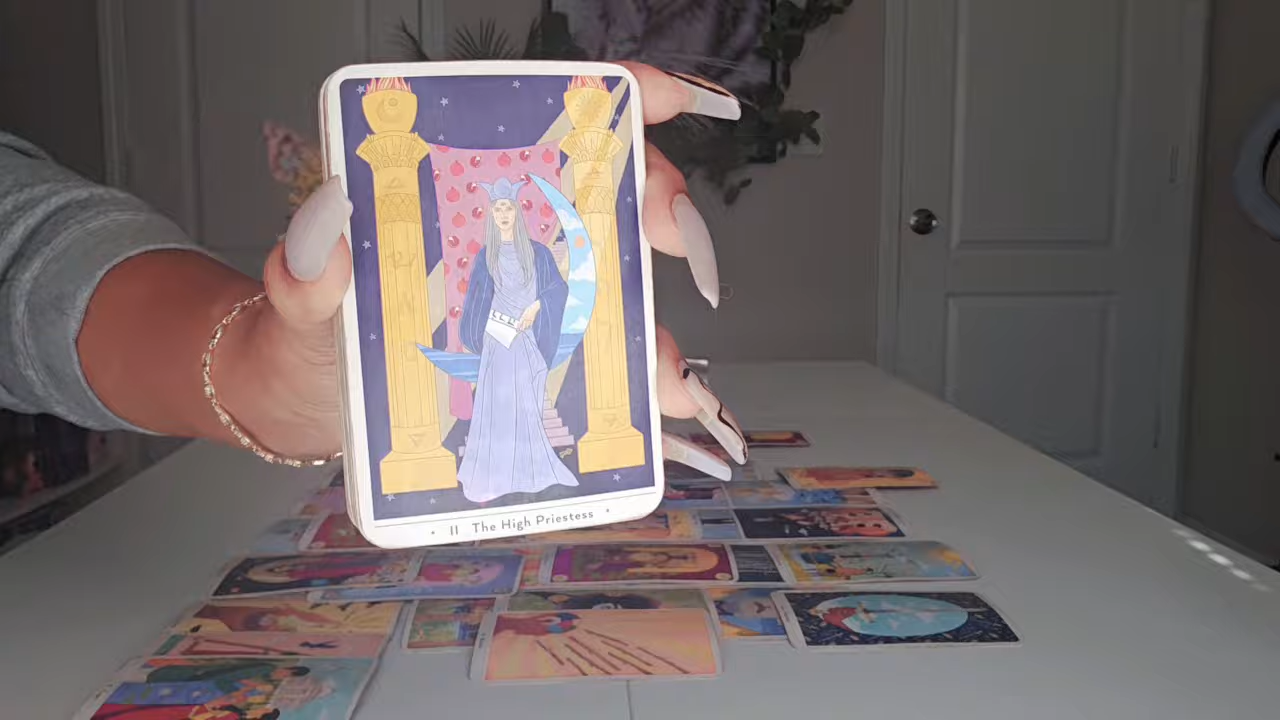 • II The High Priestess •